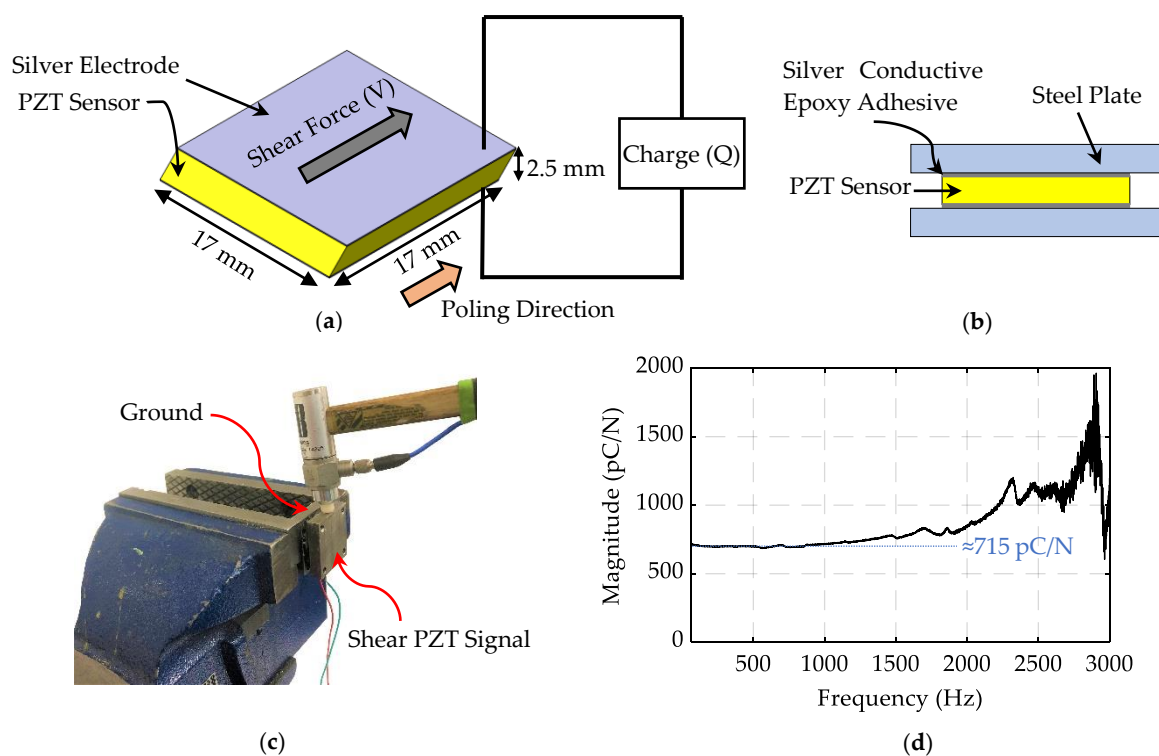 Silver Electrode
PZT Sensor
Shear Force (V)
2.5 mm
Charge (Q)
17 mm
17 mm
Poling Direction
(a)
Silver Conductive
Epoxy Adhesive
Steel Plate
PZT Sensor
(b)
Ground
Shear PZT Signal
(c)
2000
1500
1000
500
0
Magnitude (pC/N)
≈715 pC/N
500
1000
1500
2000
2500
3000
Frequency (Hz)
(d)